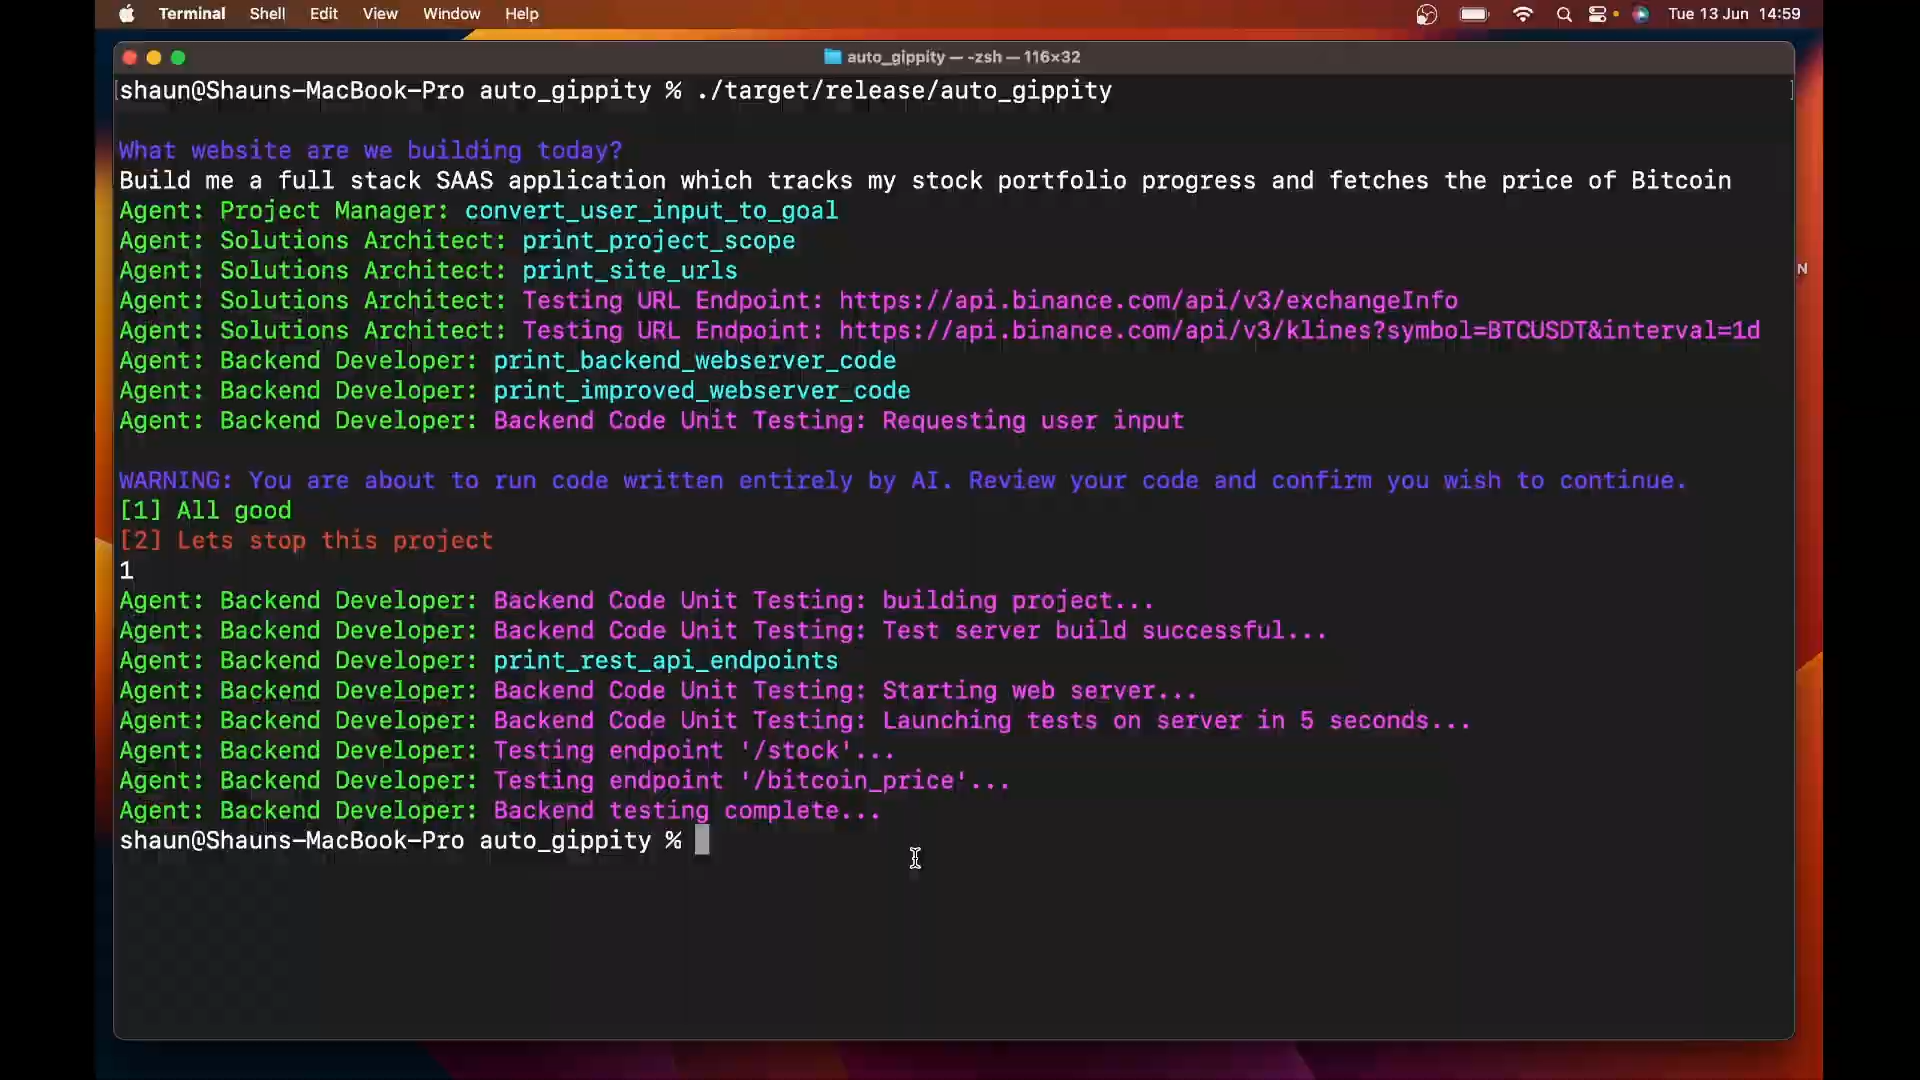 Terminal Shell Edit View Window Help Tue 13 Jun 14:59
auto_gippity — -zsh — 116×32
shaun@Shauns-MacBook-Pro auto_gippity % ./target/release/auto_gippity
What website are we building today?
Build me a full stack SAAS application which tracks my stock portfolio progress and fetches the price of Bitcoin
Agent: Project Manager: convert_user_input_to_goal
Agent: Solutions Architect: print_project_scope
Agent: Solutions Architect: print_site_urls
Agent: Solutions Architect: Testing URL Endpoint: https://api.binance.com/api/v3/exchangeInfo
Agent: Solutions Architect: Testing URL Endpoint: https://api.binance.com/api/v3/klines?symbol=BTCUSDT&interval=1d
Agent: Backend Developer: print_backend_webserver_code
Agent: Backend Developer: print_improved_webserver_code
Agent: Backend Developer: Backend Code Unit Testing: Requesting user input
WARNING: You are about to run code written entirely by AI. Review your code and confirm you wish to continue.
[1] All good
[2] Lets stop this project
1
Agent: Backend Developer: Backend Code Unit Testing: building project...
Agent: Backend Developer: Backend Code Unit Testing: Test server build successful...
Agent: Backend Developer: print_rest_api_endpoints
Agent: Backend Developer: Backend Code Unit Testing: Starting web server...
Agent: Backend Developer: Backend Code Unit Testing: Launching tests on server in 5 seconds...
Agent: Backend Developer: Testing endpoint '/stock'...
Agent: Backend Developer: Testing endpoint '/bitcoin_price'...
Agent: Backend Developer: Backend testing complete...
shaun@Shauns-MacBook-Pro auto_gippity %
N